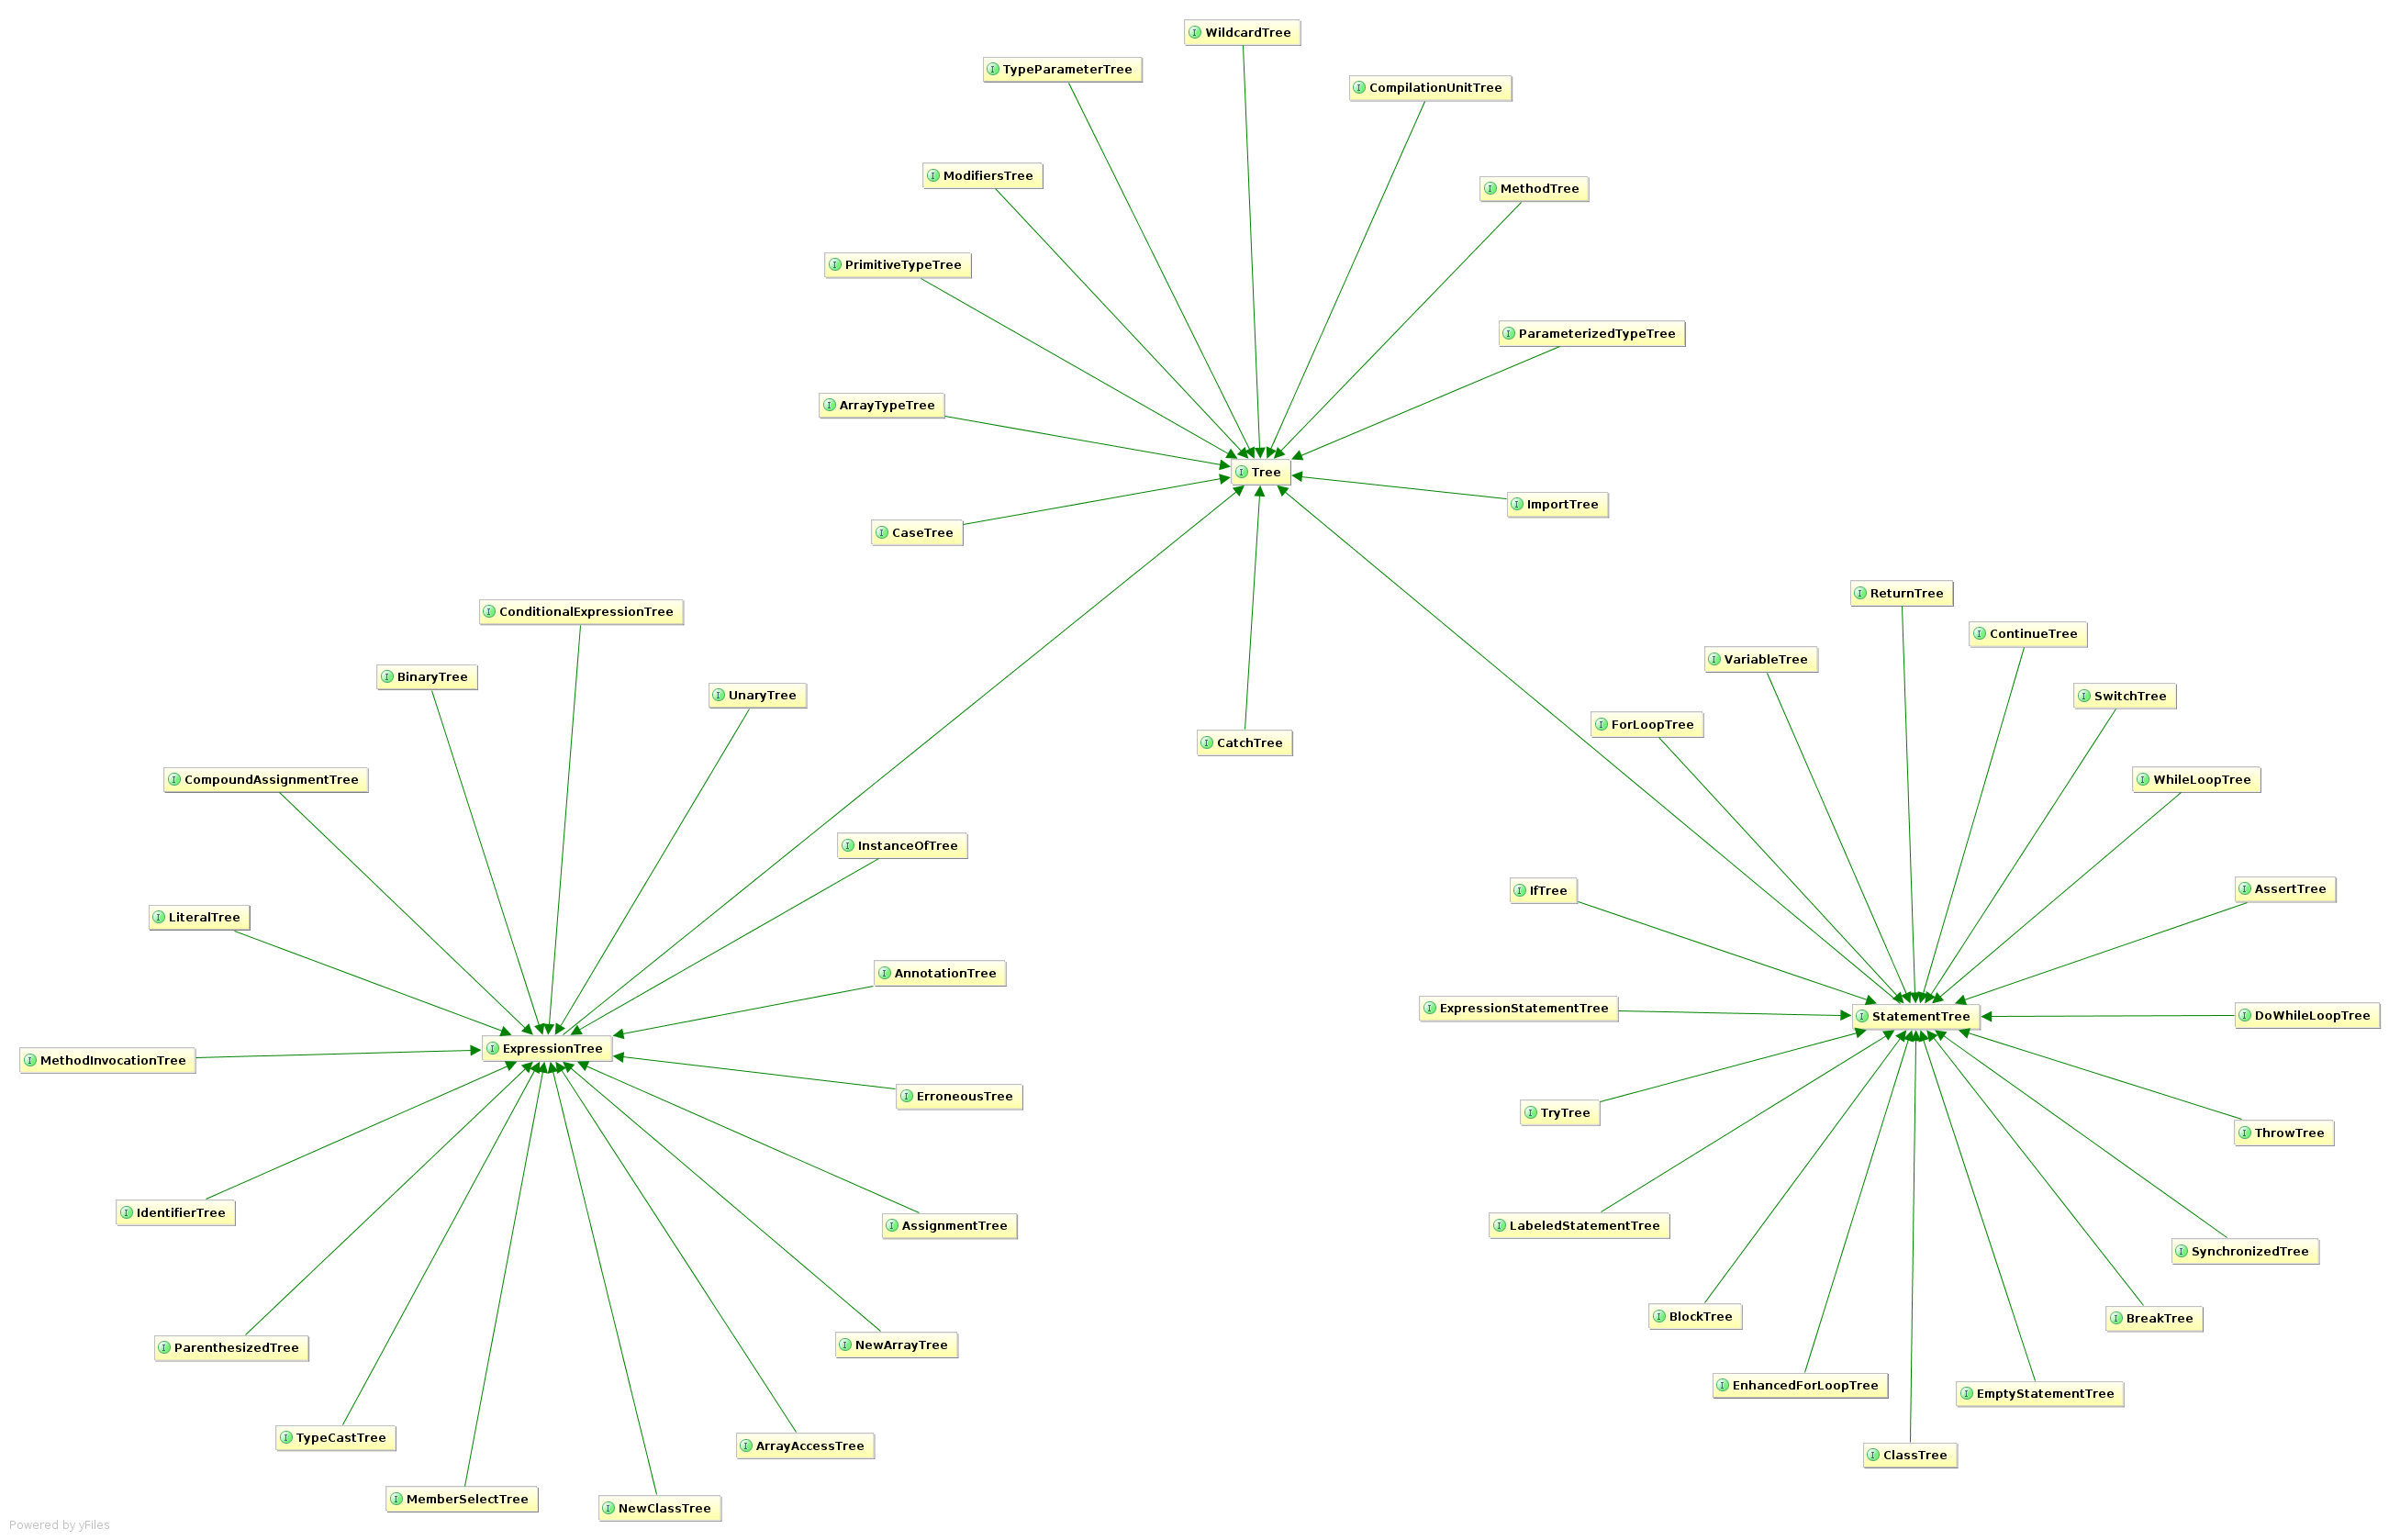 WildcardTree
TypeParameterTree
CompilationUnitTree
ModifiersTree
MethodTree
PrimitiveTypeTree
ParameterizedTypeTree
ArrayTypeTree
Tree
ImportTree
CaseTree
CatchTree
ConditionalExpressionTree
BinaryTree
UnaryTree
CompoundAssignmentTree
InstanceOfTree
LiteralTree
AnnotationTree
ExpressionTree
MethodInvocationTree
ErroneousTree
IdentifierTree
AssignmentTree
ParenthesizedTree
NewArrayTree
TypeCastTree
ArrayAccessTree
MemberSelectTree
NewClassTree
ReturnTree
ContinueTree
VariableTree
SwitchTree
ForLoopTree
WhileLoopTree
IfTree
AssertTree
ExpressionStatementTree
StatementTree
DoWhileLoopTree
TryTree
ThrowTree
LabeledStatementTree
SynchronizedTree
BlockTree
BreakTree
EnhancedForLoopTree
EmptyStatementTree
ClassTree
Powered by yFiles